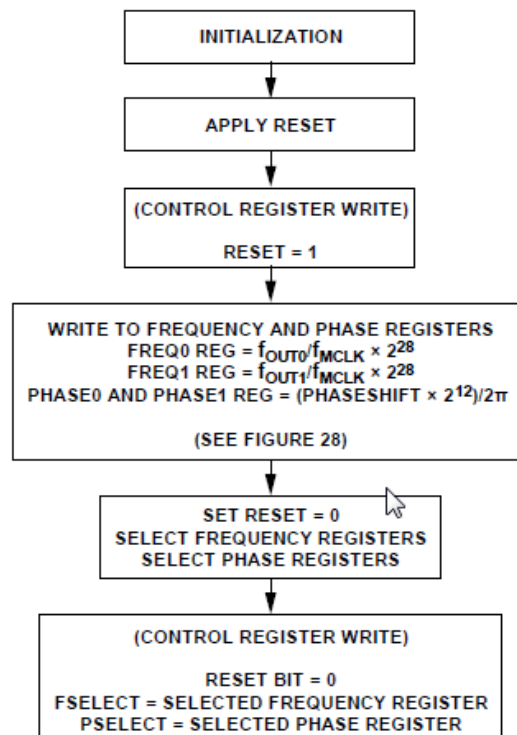 INITIALIZATION
APPLY RESET
(CONTROL REGISTER WRITE)
RESET = 1
WRITE TO FREQUENCY AND PHASE REGISTERS
FREQ0 REG = fOUT0/fMCLK × 2²⁸
FREQ1 REG = fOUT1/fMCLK × 2²⁸
PHASE0 AND PHASE1 REG = (PHASESHIFT × 2¹²)/2π
(SEE FIGURE 28)
SET RESET = 0
SELECT FREQUENCY REGISTERS
SELECT PHASE REGISTERS
(CONTROL REGISTER WRITE)
RESET BIT = 0
FSELECT = SELECTED FREQUENCY REGISTER
PSELECT = SELECTED PHASE REGISTER